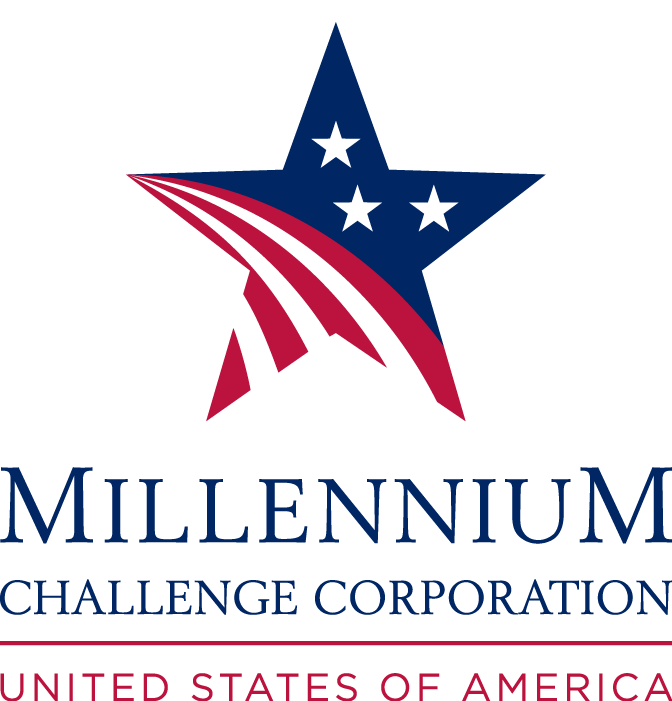 MILLENNIUM
CHALLENGE CORPORATION
UNITED STATES OF AMERICA